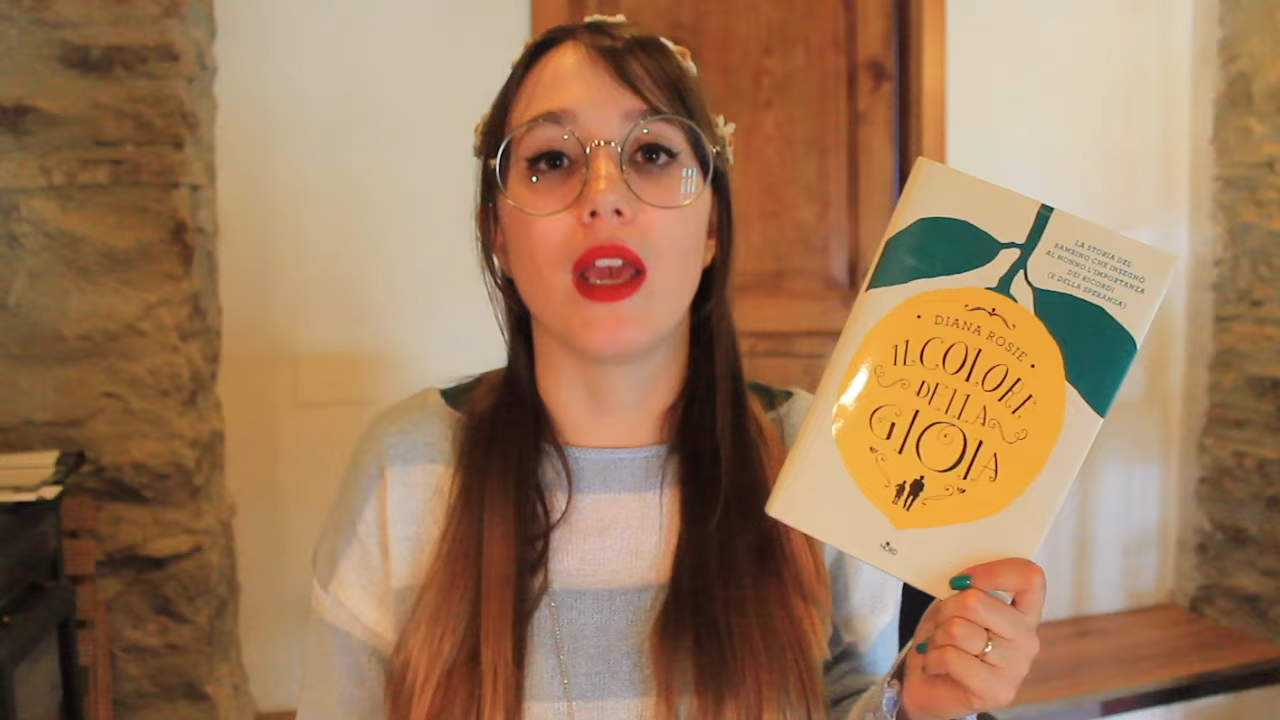 LA STORIA DEL
BAMBINO CHE INSEGNÒ
AL NONNO L'IMPORTANZA
DEI RICORDI
(E DELLA SPERANZA)
DIANA ROSIE
IL COLORE
DELLA
GIOIA
NORD